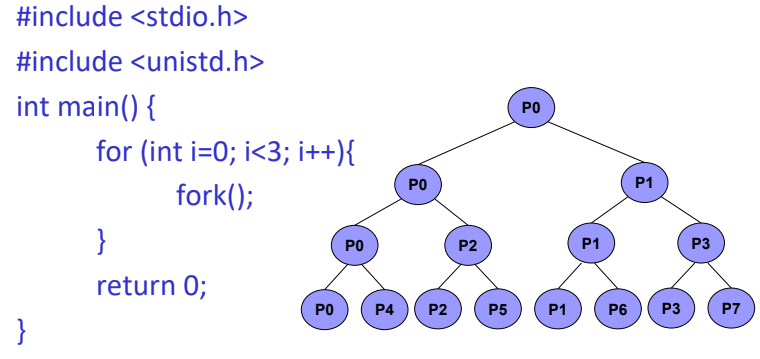 #include <stdio.h>
#include <unistd.h>
int main() {
for (int i=0; i<3; i++){
fork();
}
return 0;
}
P0
P0 P1
P0 P2 P1 P3
P0 P4 P2 P5 P1 P6 P3 P7